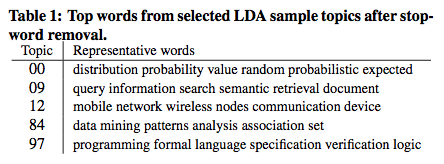 Table 1: Top words from selected LDA sample topics after stop-
word removal.
Topic Representative words
00 distribution probability value random probabilistic expected
09 query information search semantic retrieval document
12 mobile network wireless nodes communication device
84 data mining patterns analysis association set
97 programming formal language specification verification logic